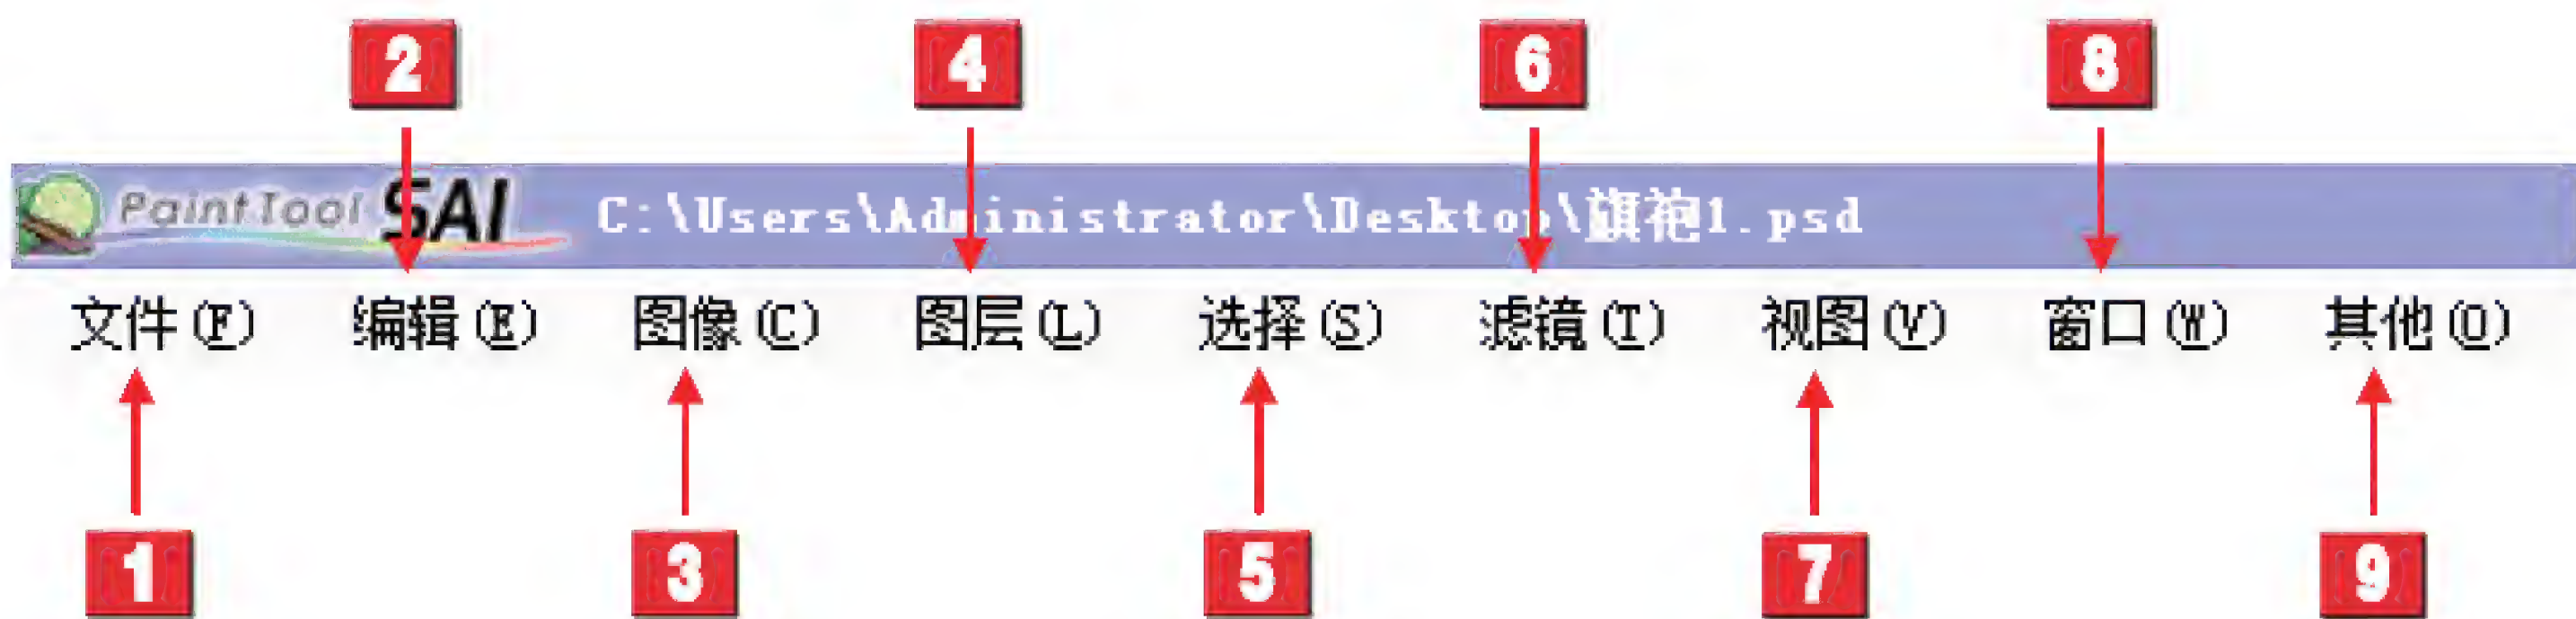 2 4 6 8
PaintTool SAI C:\Users\Administrator\Desktop\旗袍1.psd
文件(F) 编辑(E) 图像(C) 图层(L) 选择(S) 滤镜(T) 视图(V) 窗口(W) 其他(O)
1 3 5 7 9